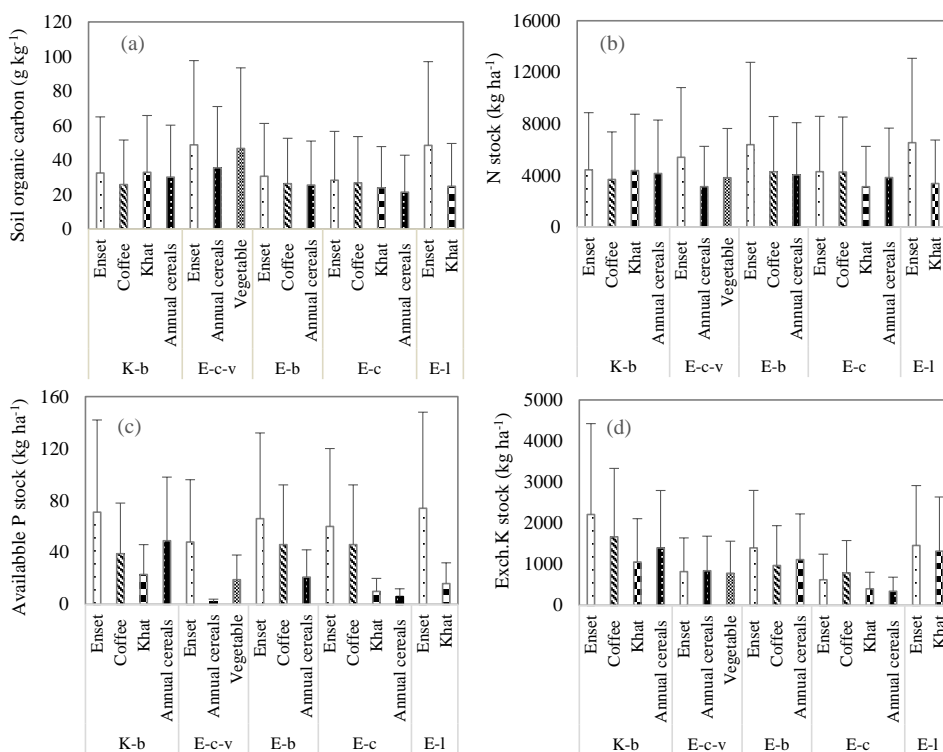 (a)
Soil organic carbon (g kg⁻¹)
120
100
80
60
40
20
0
Enset
Coffee
Khat
Annual cereals
Enset
Annual cereals
Vegetable
Enset
Coffee
Annual cereals
Enset
Coffee
Khat
Annual cereals
Enset
Khat
K-b E-c-v E-b E-c E-l
(b)
N stock (kg ha⁻¹)
16000
12000
8000
4000
0
Enset
Coffee
Khat
Annual cereals
Enset
Annual cereals
Vegetable
Enset
Coffee
Annual cereals
Enset
Coffee
Khat
Annual cereals
Enset
Khat
K-b E-c-v E-b E-c E-l
(c)
Availabble P stock (kg ha⁻¹)
160
120
80
40
0
Enset
Coffee
Khat
Annual cereals
Enset
Annual cereals
Vegetable
Enset
Coffee
Annual cereals
Enset
Coffee
Khat
Annual cereals
Enset
Khat
K-b E-c-v E-b E-c E-l
(d)
Exch.K stock (kg ha⁻¹)
5000
4000
3000
2000
1000
0
Enset
Coffee
Khat
Annual cereals
Enset
Annual cereals
Vegetable
Enset
Coffee
Annual cereals
Enset
Coffee
Khat
Annual cereals
Enset
Khat
K-b E-c-v E-b E-c E-l